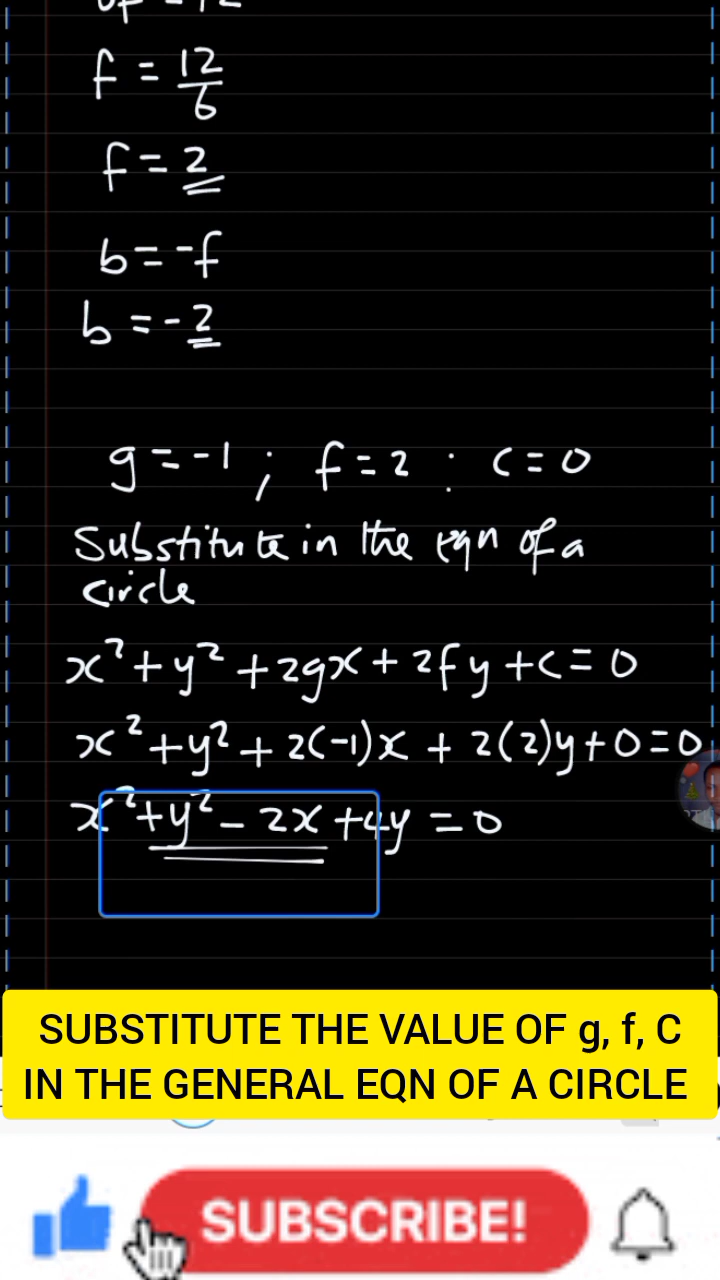 f = 12/6
f = 2
b = -f
b = -2
g = -1 ; f = 2 : c = 0
Substitute in the eqn of a
circle
x² + y² + 2gx + 2fy + c = 0
x² + y² + 2(-1)x + 2(2)y + 0 = 0
x² + y² - 2x + 4y = 0
SUBSTITUTE THE VALUE OF g, f, C
IN THE GENERAL EQN OF A CIRCLE
SUBSCRIBE!